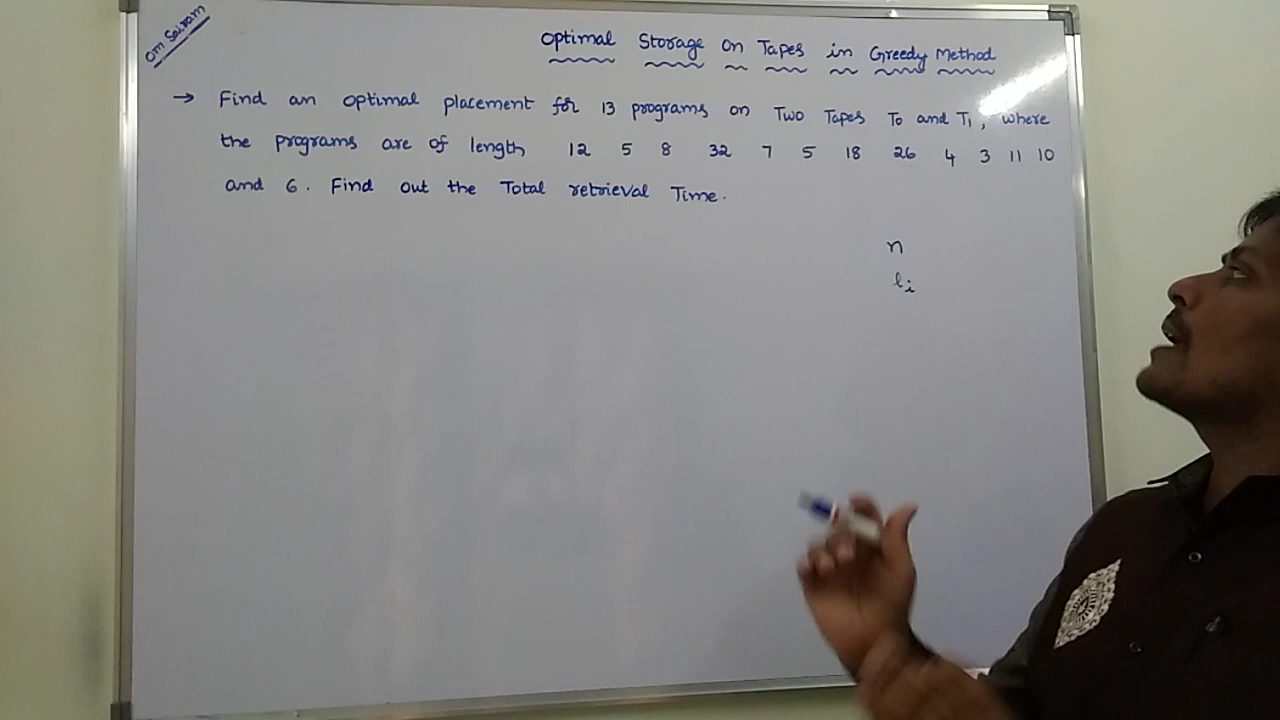 Om Sairam
Optimal Storage On Tapes in Greedy Method
→ Find an optimal placement for 13 programs on Two Tapes T0 and T1, where
the programs are of length 12 5 8 32 7 5 18 26 4 3 11 10
and 6. Find out the Total retrieval Time.
n
li